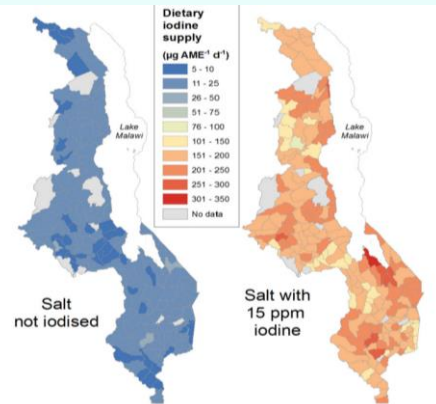 Dietary
iodine
supply
(µg AME⁻¹ d⁻¹)
5 - 10
11 - 25
26 - 50
51 - 75
76 - 100
101 - 150
151 - 200
201 - 250
251 - 300
301 - 350
No data
Lake
Malawi
Salt
not iodised
Lake
Malawi
Salt with
15 ppm
iodine